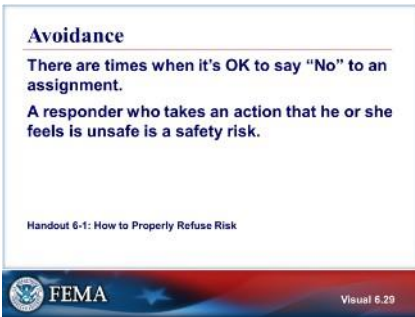 Avoidance
There are times when it's OK to say “No” to an
assignment.
A responder who takes an action that he or she
feels is unsafe is a safety risk.
Handout 6-1: How to Properly Refuse Risk
FEMA
Visual 6.29